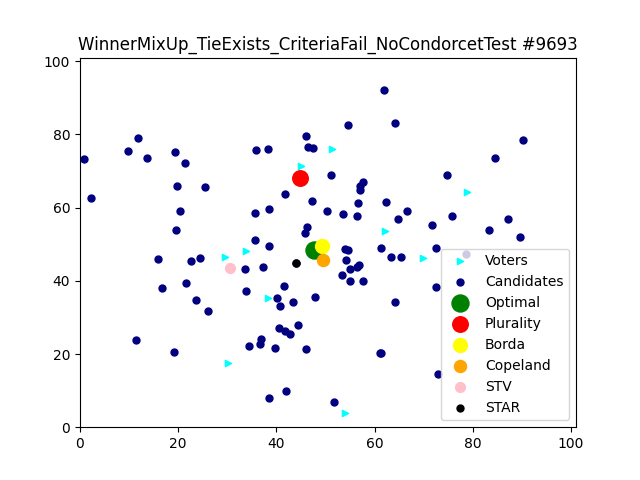 WinnerMixUp_TieExists_CriteriaFail_NoCondorcetTest #9693
100
80
60
40
20
0
0 20 40 60 80 100
Voters
Candidates
Optimal
Plurality
Borda
Copeland
STV
STAR